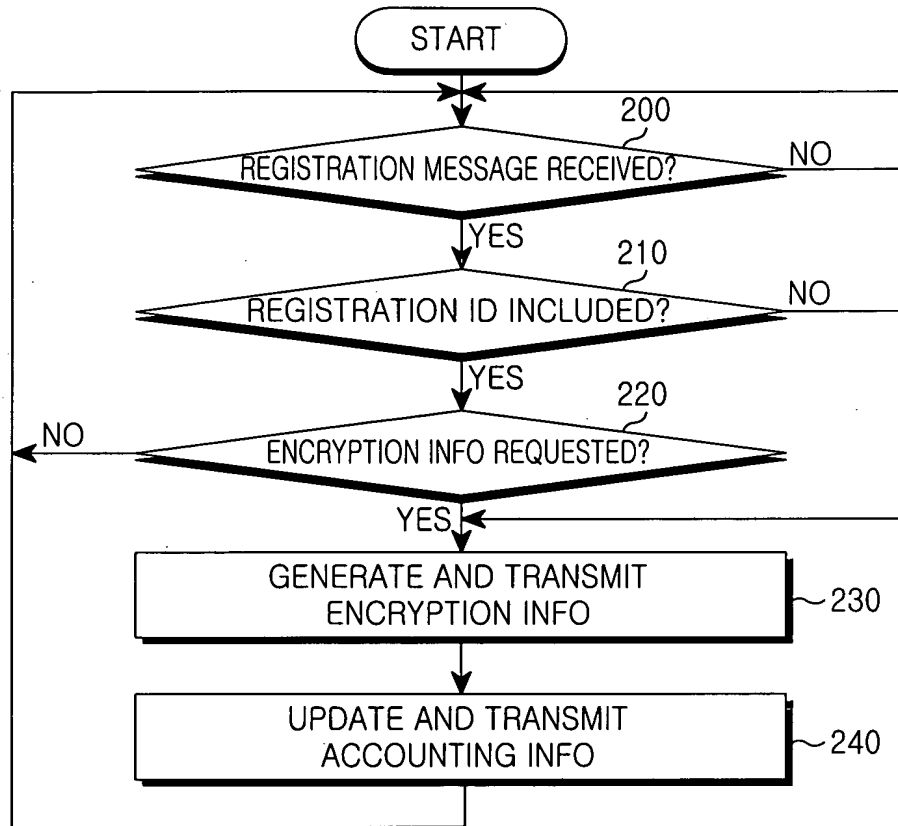 START
200
REGISTRATION MESSAGE RECEIVED?
NO
YES
210
REGISTRATION ID INCLUDED?
NO
YES
220
NO
ENCRYPTION INFO REQUESTED?
YES
GENERATE AND TRANSMIT
ENCRYPTION INFO
230
UPDATE AND TRANSMIT
ACCOUNTING INFO
240